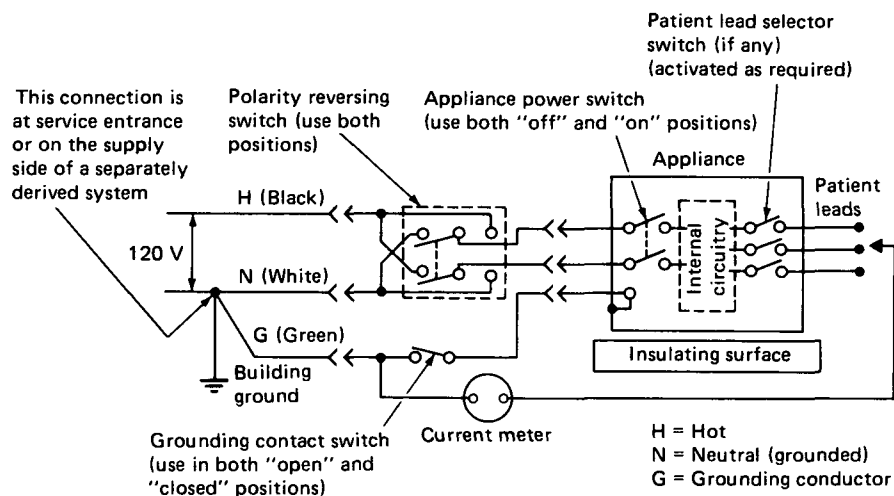 Patient lead selector
switch (if any)
(activated as required)
This connection is
at service entrance
or on the supply
side of a separately
derived system
Polarity reversing
switch (use both
positions)
Appliance power switch
(use both "off" and "on" positions)
Appliance
Patient
leads
H (Black)
120 V
N (White)
Internal
circuitry
G (Green)
Building
ground
Insulating surface
Grounding contact switch
(use in both "open" and
"closed" positions)
Current meter
H = Hot
N = Neutral (grounded)
G = Grounding conductor